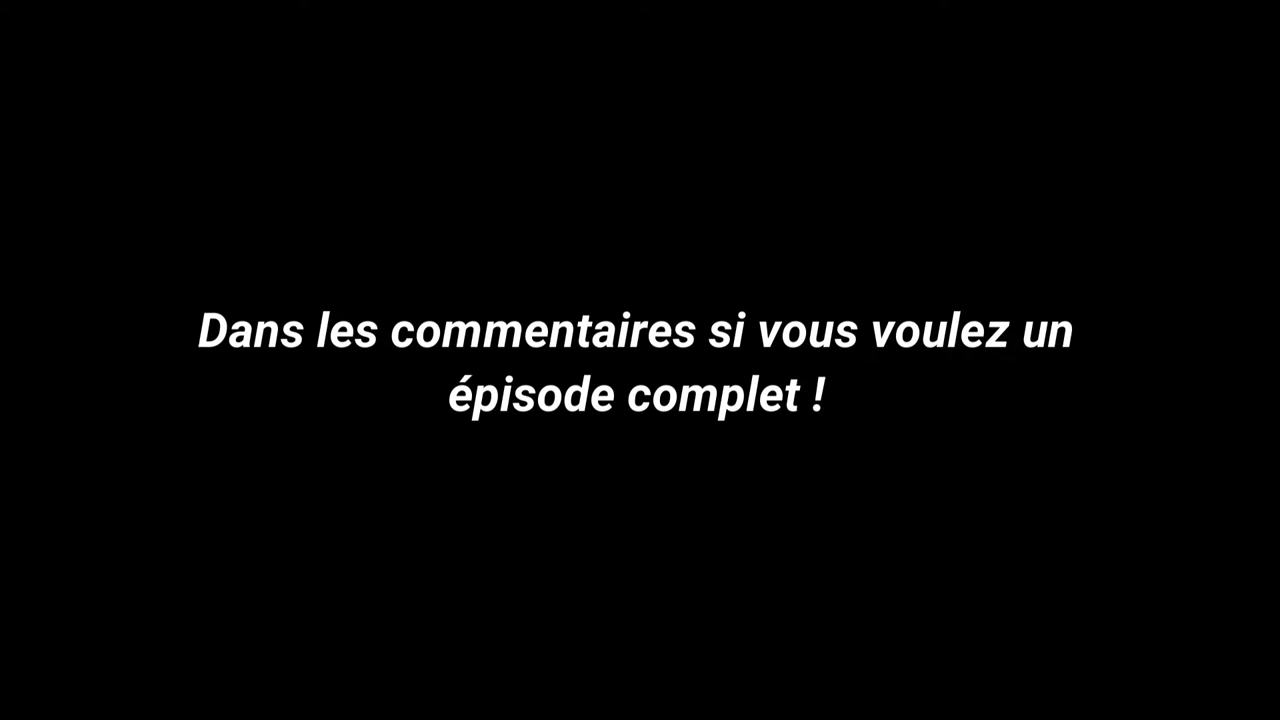 Dans les commentaires si vous voulez un
épisode complet !